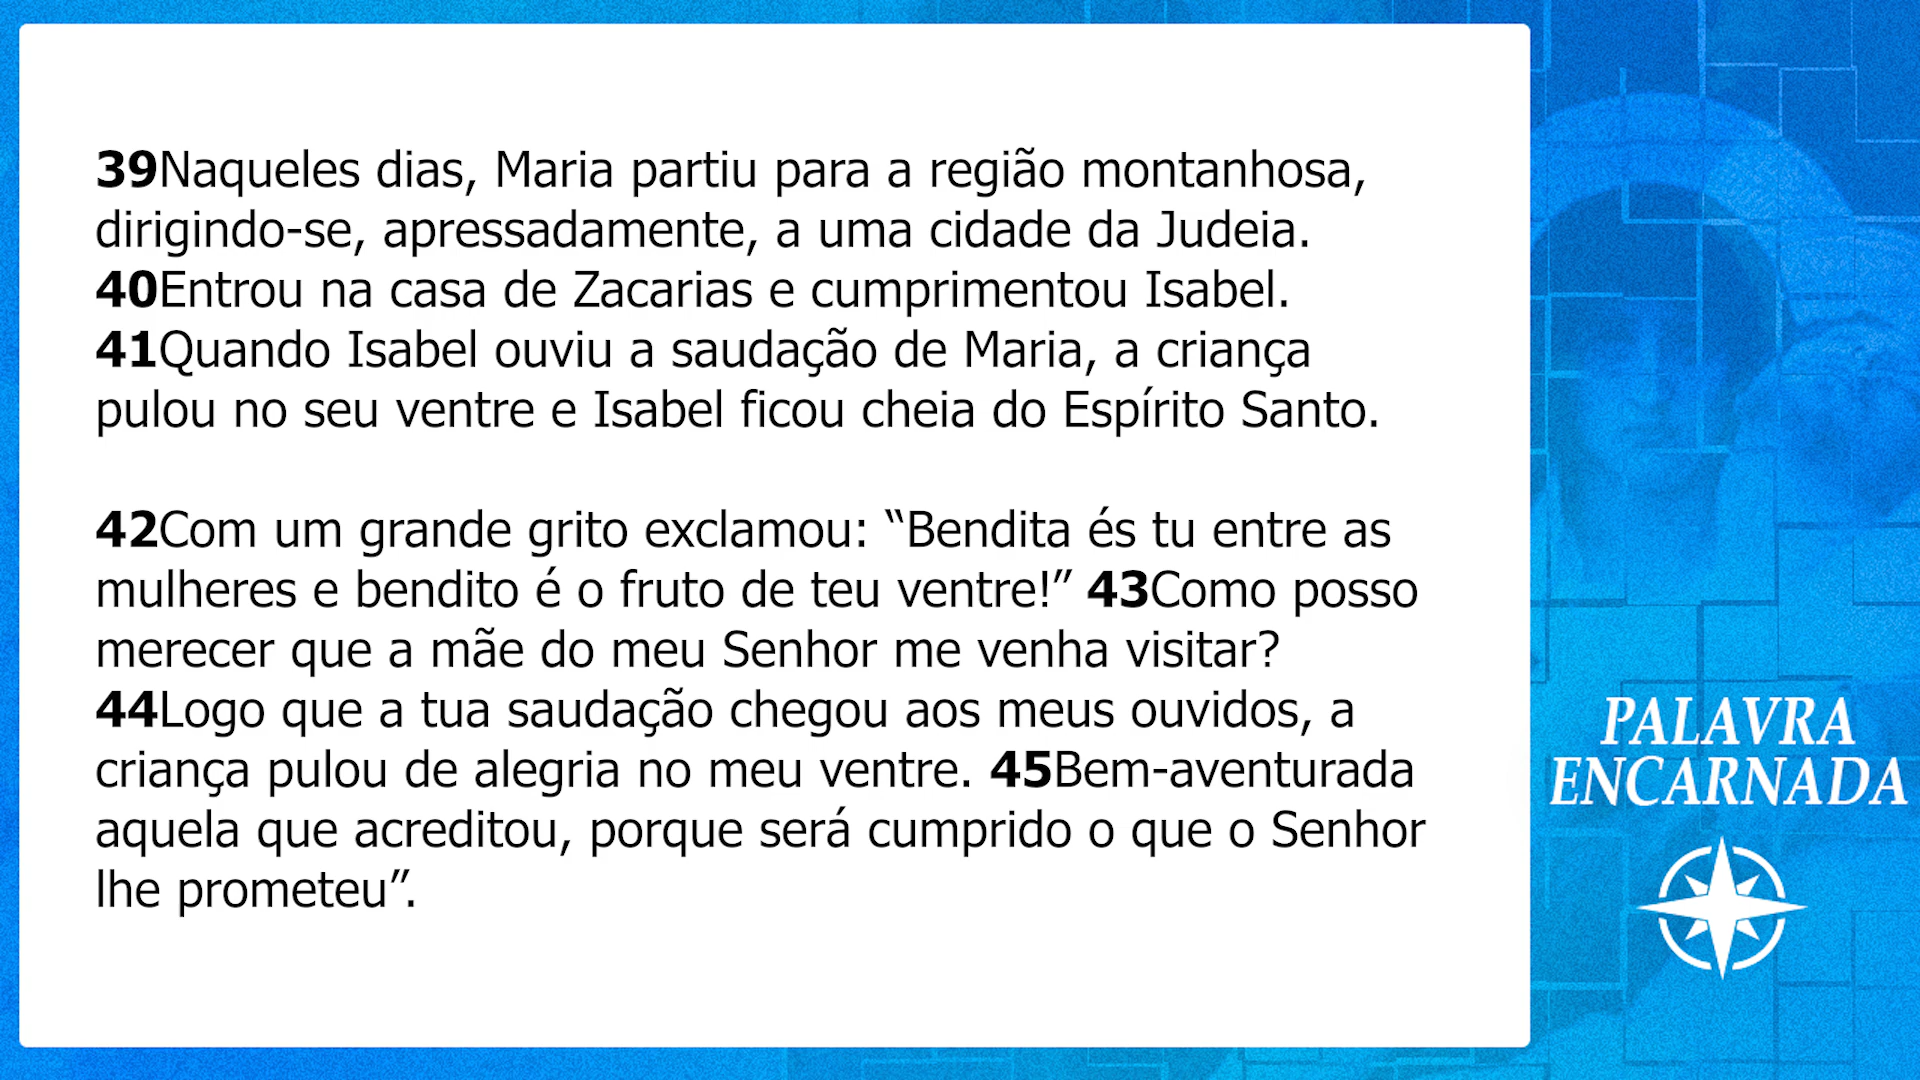 39Naqueles dias, Maria partiu para a região montanhosa,
dirigindo-se, apressadamente, a uma cidade da Judeia.
40Entrou na casa de Zacarias e cumprimentou Isabel.
41Quando Isabel ouviu a saudação de Maria, a criança
pulou no seu ventre e Isabel ficou cheia do Espírito Santo.
42Com um grande grito exclamou: “Bendita és tu entre as
mulheres e bendito é o fruto de teu ventre!” 43Como posso
merecer que a mãe do meu Senhor me venha visitar?
44Logo que a tua saudação chegou aos meus ouvidos, a
criança pulou de alegria no meu ventre. 45Bem-aventurada
aquela que acreditou, porque será cumprido o que o Senhor
lhe prometeu”.
PALAVRA
ENCARNADA